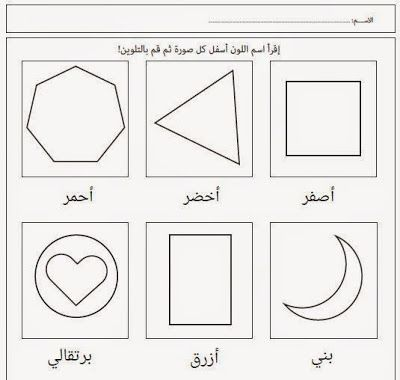 الاسم: ........................................
إقرأ اسم اللون أسفل كل صورة ثم قم بالتلوين!
أصفر أخضر أحمر
بني أزرق برتقالي